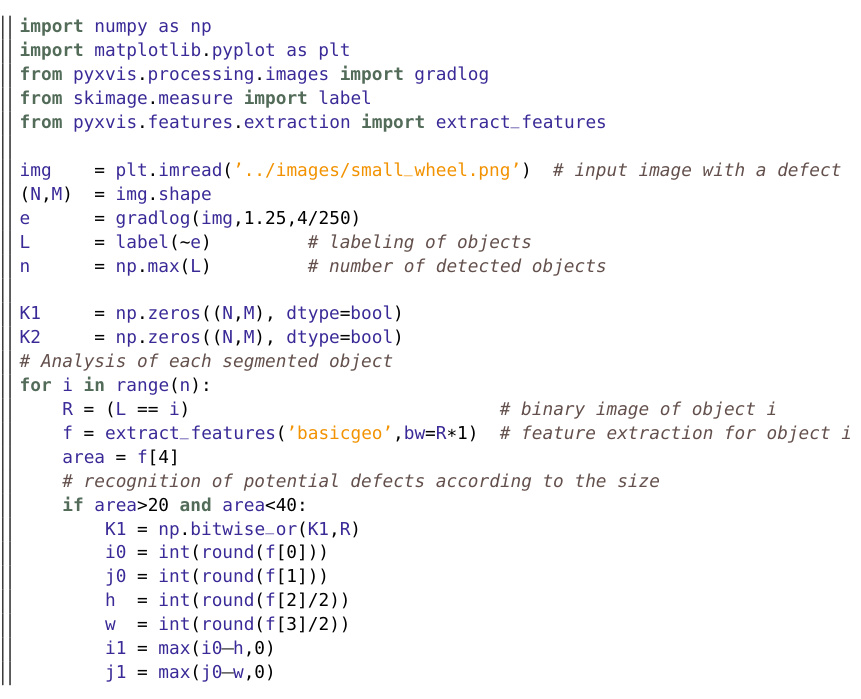 import numpy as np
import matplotlib.pyplot as plt
from pyxvis.processing.images import gradlog
from skimage.measure import label
from pyxvis.features.extraction import extract_features

img    = plt.imread('../images/small_wheel.png')  # input image with a defect
(N,M)  = img.shape
e      = gradlog(img,1.25,4/250)
L      = label(~e)         # labeling of objects
n      = np.max(L)         # number of detected objects

K1     = np.zeros((N,M), dtype=bool)
K2     = np.zeros((N,M), dtype=bool)
# Analysis of each segmented object
for i in range(n):
    R = (L == i)                             # binary image of object i
    f = extract_features('basicgeo',bw=R*1)  # feature extraction for object i
    area = f[4]
    # recognition of potential defects according to the size
    if area>20 and area<40:
        K1 = np.bitwise_or(K1,R)
        i0 = int(round(f[0]))
        j0 = int(round(f[1]))
        h  = int(round(f[2]/2))
        w  = int(round(f[3]/2))
        i1 = max(i0–h,0)
        j1 = max(j0–w,0)